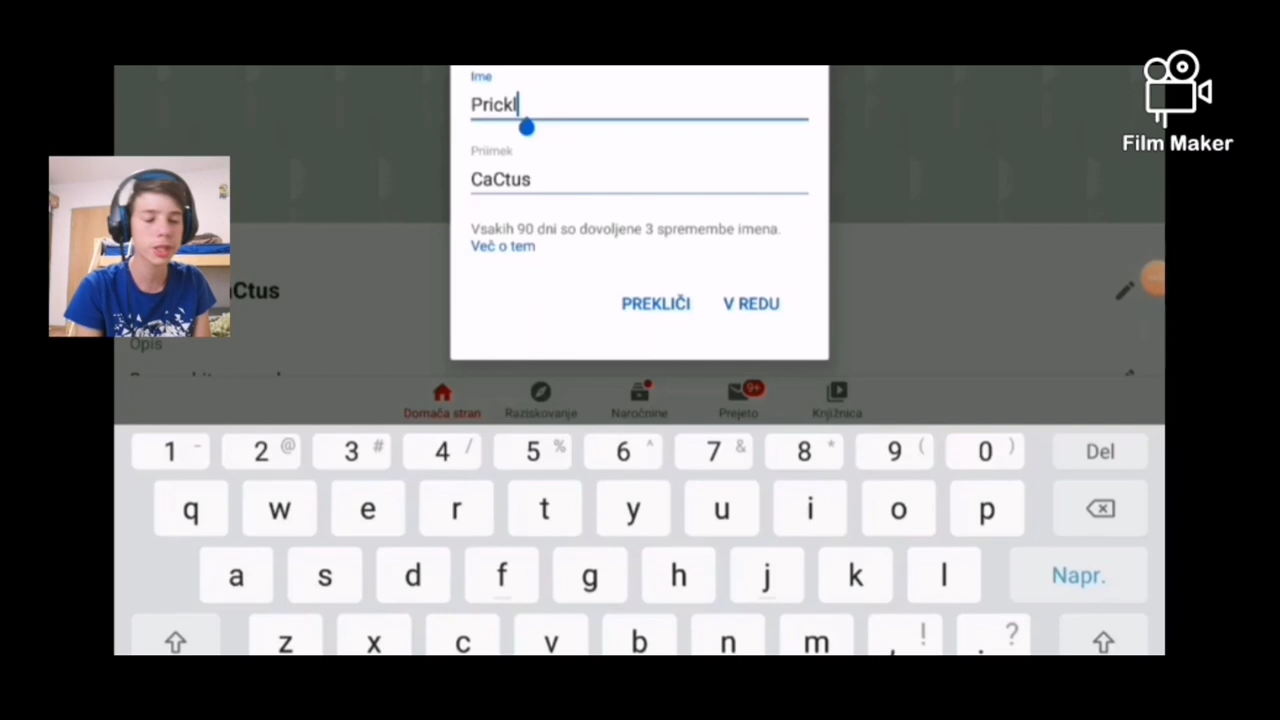 Ime
Prickl
Priimek
CaCtus
Vsakih 90 dni so dovoljene 3 spremembe imena.
Več o tem
PREKLIČI V REDU
Film Maker
Ctus
Opis
9+
Domača stran Raziskovanje Naročnine Prejeto Knjižnica
1 - 2 @ 3 # 4 / 5 % 6 ^ 7 & 8 * 9 ( 0 ) Del
q w e r t y u i o p
a s d f g h j k l Napr.
z x c v b n m , ! . ?